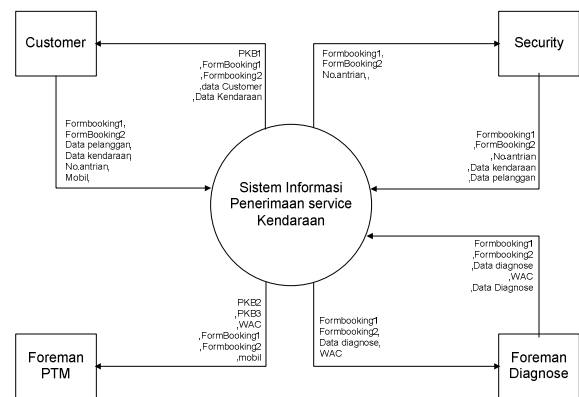 Customer
PKB1
,FormBooking1
,Formbooking2
,data Customer
,Data Kendaraan
Formbooking1,
FormBooking2
No.antrian,,
Security
Formbooking1,
FormBooking2
Data pelanggan,
Data kendaraan,
No.antrian,
Mobil,
Formbooking1
,FormBooking2
,No.antrian
,Data kendaraan
,Data pelanggan
Sistem Informasi
Penerimaan service
Kendaraan
Formbooking1
,Formbooking2
,Data diagnose
,WAC
,Data Diagnose
PKB2
,PKB3
,WAC
,FormBooking1
,Formbooking2
,mobil
Formbooking1
Formbooking2,
Data diagnose,
WAC
Foreman
PTM
Foreman
Diagnose